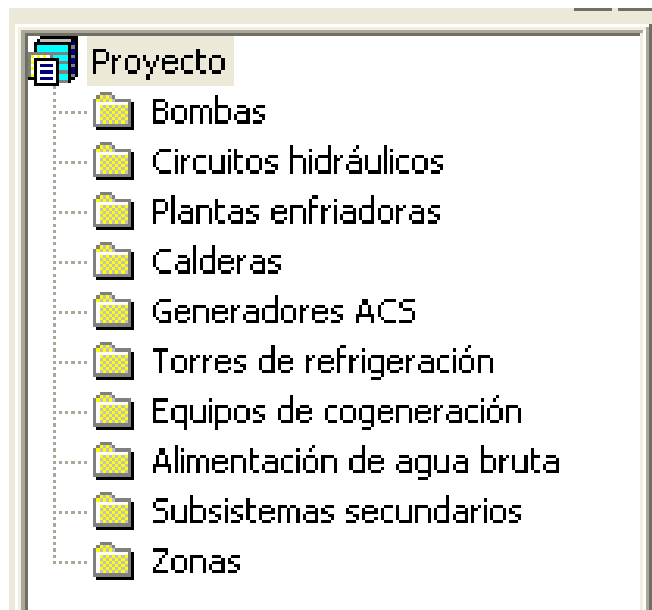 Proyecto
Bombas
Circuitos hidráulicos
Plantas enfriadoras
Calderas
Generadores ACS
Torres de refrigeración
Equipos de cogeneración
Alimentación de agua bruta
Subsistemas secundarios
Zonas